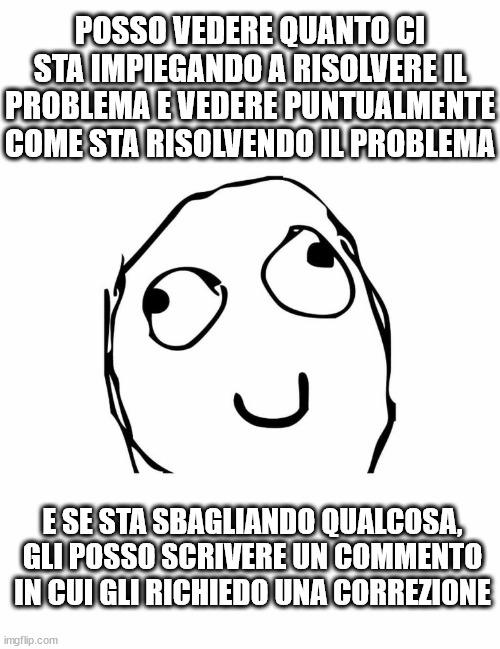 POSSO VEDERE QUANTO CI
STA IMPIEGANDO A RISOLVERE IL
PROBLEMA E VEDERE PUNTUALMENTE
COME STA RISOLVENDO IL PROBLEMA
E SE STA SBAGLIANDO QUALCOSA,
GLI POSSO SCRIVERE UN COMMENTO
IN CUI GLI RICHIEDO UNA CORREZIONE
imgflip.com